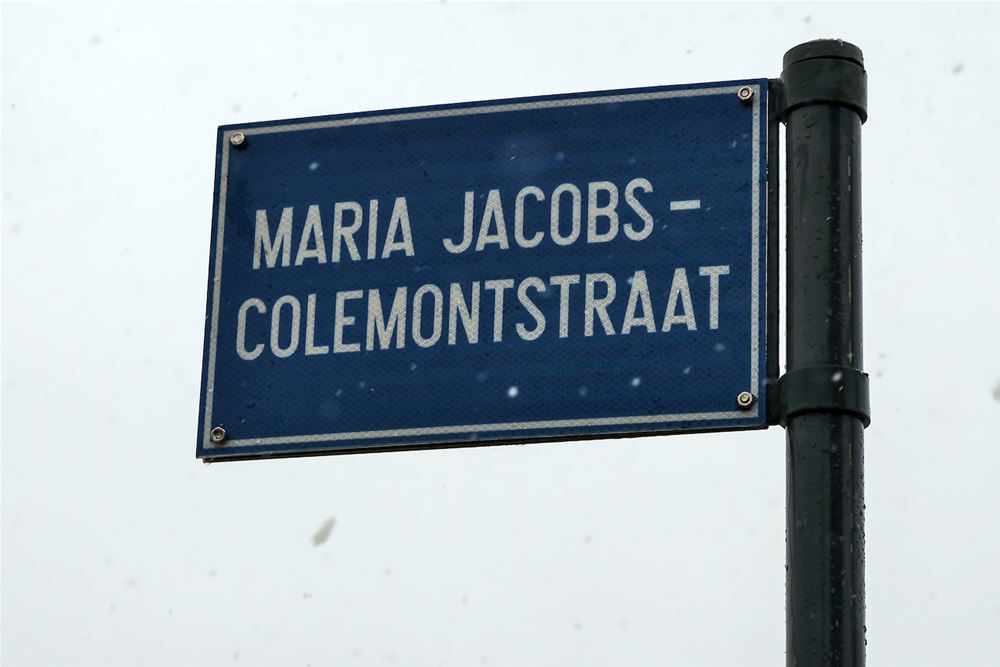 MARIA JACOBS-
COLEMONTSTRAAT